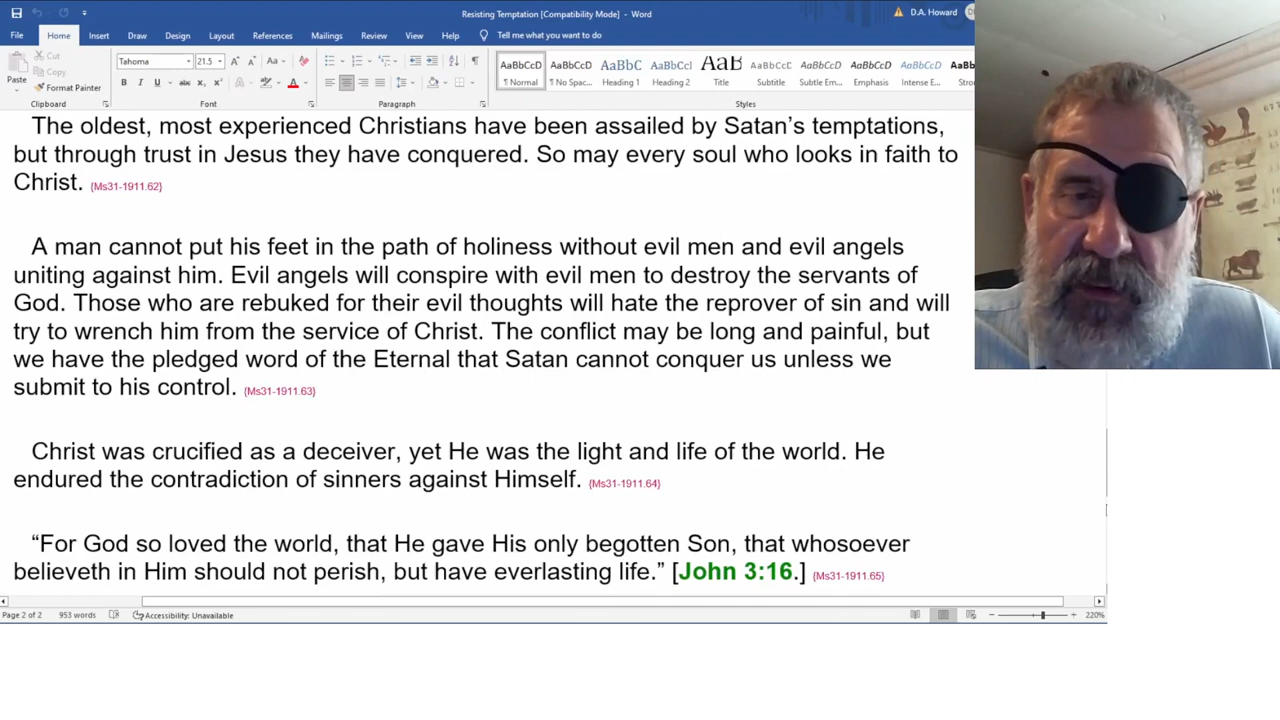 Resisting Temptation [Compatibility Mode] - Word
D.A. Howard
File Home Insert Draw Design Layout References Mailings Review View Help Tell me what you want to do
Paste
Cut
Copy
Format Painter
Clipboard
Tahoma 21.5
Font
Paragraph
AaBbCcD AaBbCcD AaBbC AaBbCcl AaB AaBbCcD AaBbCcD AaBbCcD AaBbCcD AaBb
¶ Normal ¶ No Spac... Heading 1 Heading 2 Title Subtitle Subtle Em... Emphasis Intense E... Stro
Styles
The oldest, most experienced Christians have been assailed by Satan’s temptations,
but through trust in Jesus they have conquered. So may every soul who looks in faith to
Christ. {Ms31-1911.62}
A man cannot put his feet in the path of holiness without evil men and evil angels
uniting against him. Evil angels will conspire with evil men to destroy the servants of
God. Those who are rebuked for their evil thoughts will hate the reprover of sin and will
try to wrench him from the service of Christ. The conflict may be long and painful, but
we have the pledged word of the Eternal that Satan cannot conquer us unless we
submit to his control. {Ms31-1911.63}
Christ was crucified as a deceiver, yet He was the light and life of the world. He
endured the contradiction of sinners against Himself. {Ms31-1911.64}
“For God so loved the world, that He gave His only begotten Son, that whosoever
believeth in Him should not perish, but have everlasting life.” [John 3:16.] {Ms31-1911.65}
Page 2 of 2 953 words Accessibility: Unavailable 220%